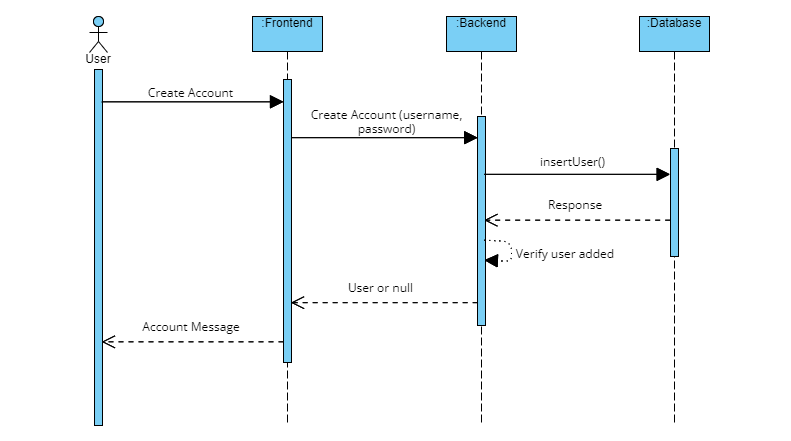 :Frontend
:Backend
:Database
User
Create Account
Create Account (username,
password)
insertUser()
Response
Verify user added
User or null
Account Message